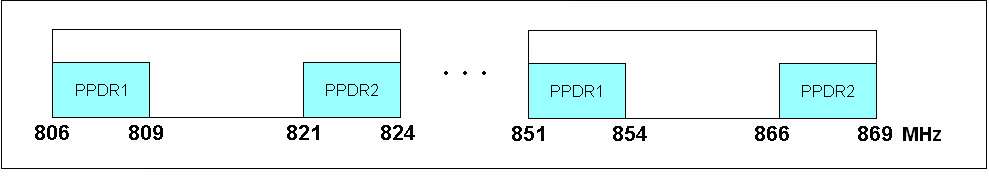 PPDR1 PPDR2 . . . PPDR1 PPDR2
806 809 821 824 851 854 866 869 MHz